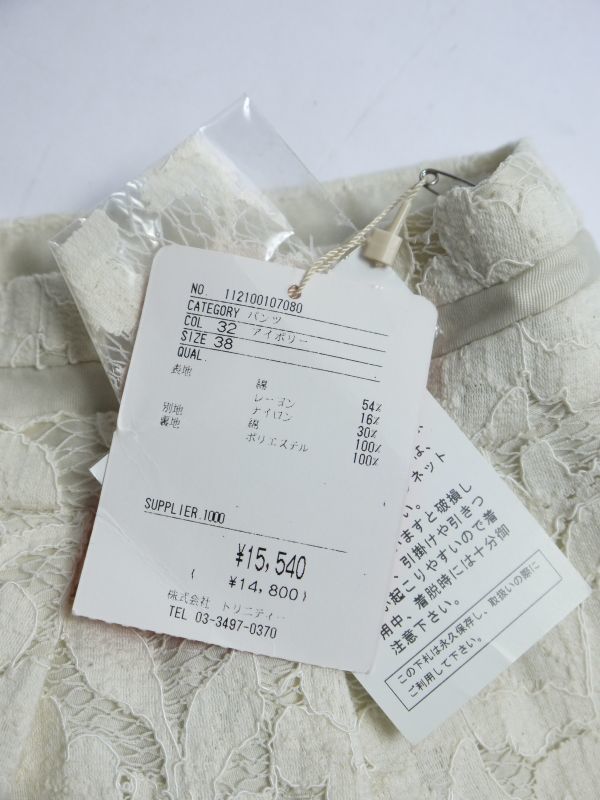 NO 112100107080
CATEGORY パンツ
COL 32 アイボリー
SIZE 38
QUAL
表地 綿 54%
レーヨン 16%
ナイロン 30%
別地 綿 100%
裏地 ポリエステル 100%
SUPPLIER.1000
¥15,540
( ¥14,800)
株式会社 トリニティー
TEL 03-3497-0370
ネット
い。
ますと破損し
、引掛けや引きつ
起こりやすいので着
用中、着脱時には十分御
注意下さい。
この下札は永久保存し、取扱いの際に
ご利用して下さい。